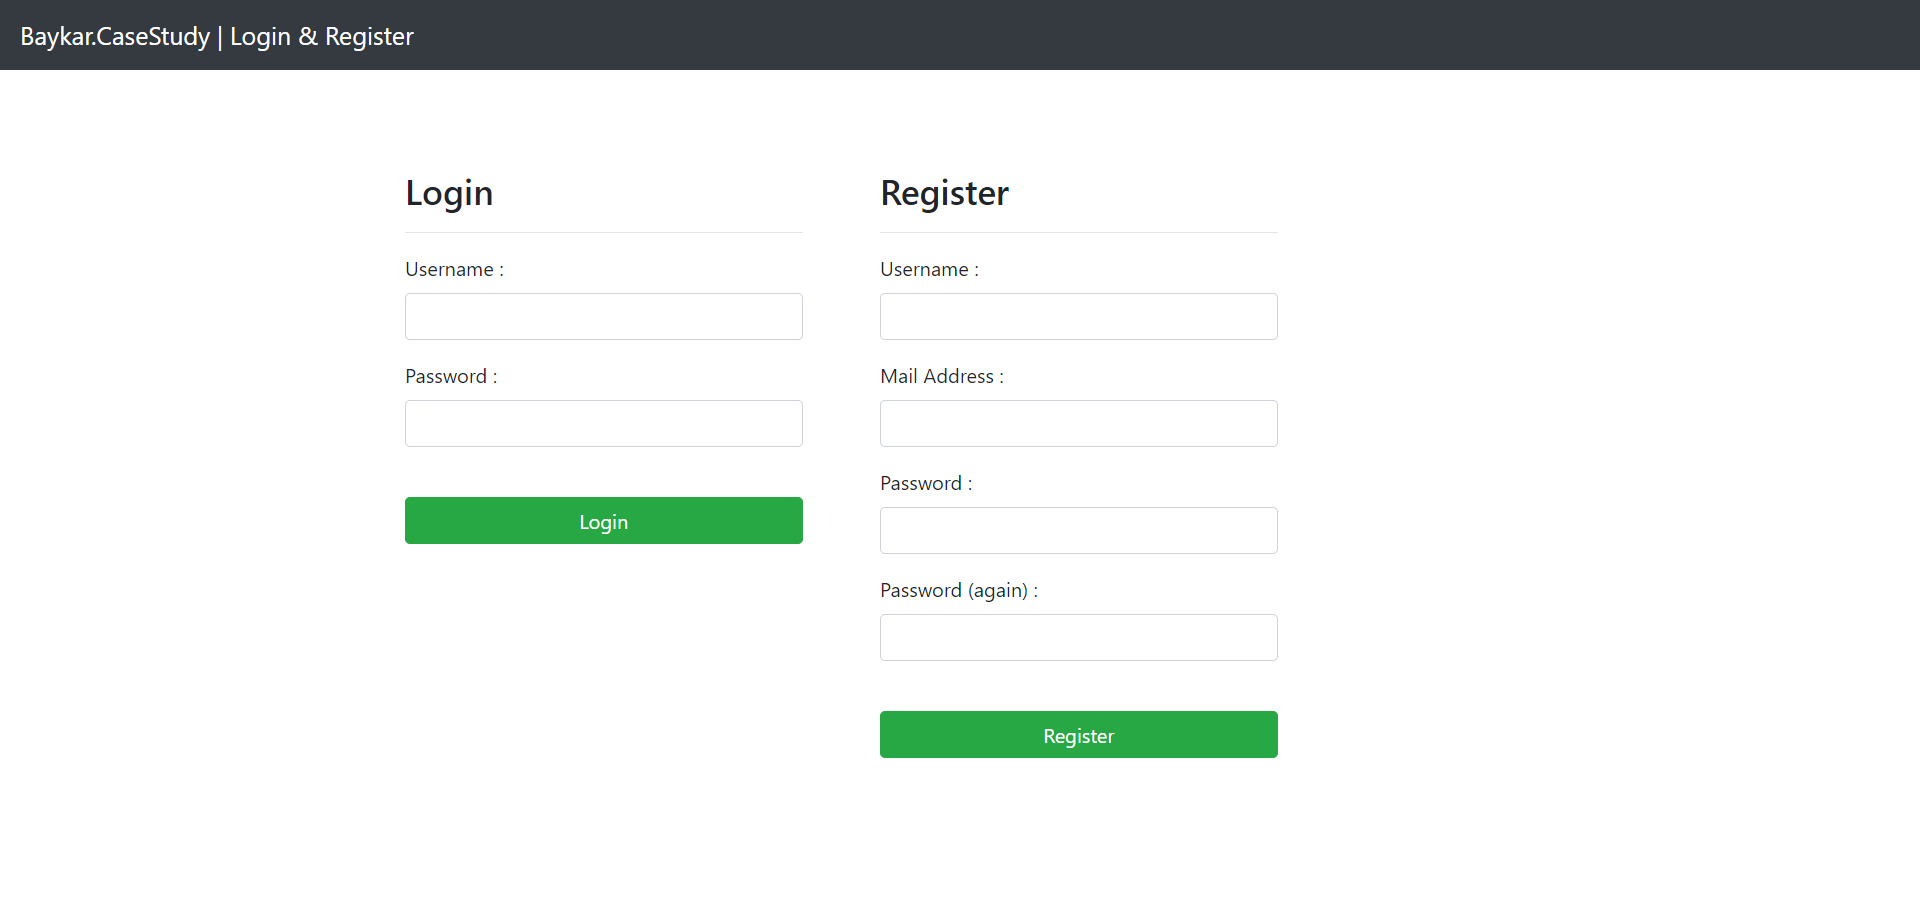 Baykar.CaseStudy | Login & Register
Login
Username :
Password :
Login
Register
Username :
Mail Address :
Password :
Password (again) :
Register